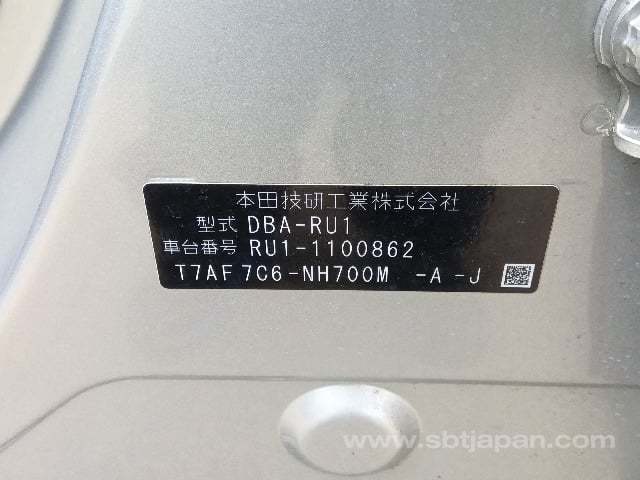 本田技研工業株式会社
型式 DBA-RU1
車台番号 RU1-1100862
T7AF 7C6-NH700M -A -J
www.sbtjapan.com